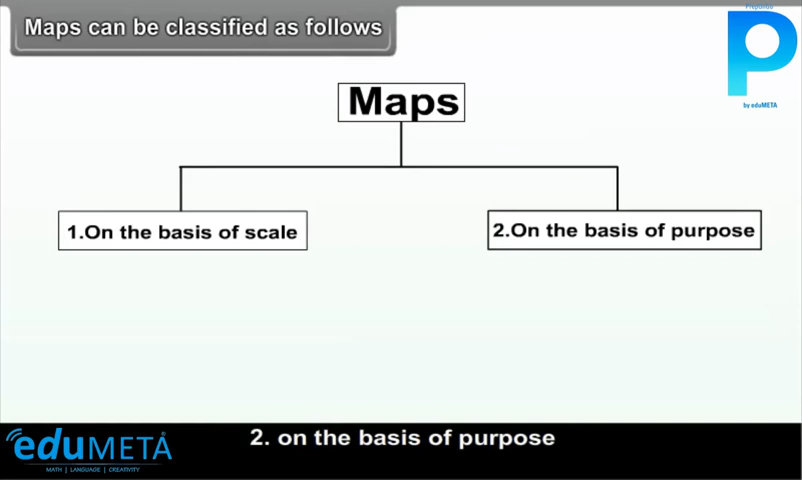 Maps can be classified as follows
Prepondo
by eduMETA
Maps
1.On the basis of scale
2.On the basis of purpose
2. on the basis of purpose
eduMETA
MATH | LANGUAGE | CREATIVITY